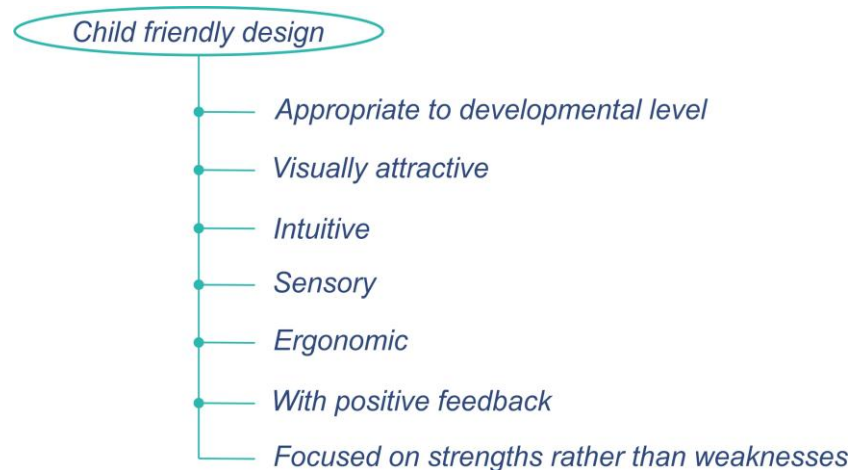 Child friendly design
Appropriate to developmental level
Visually attractive
Intuitive
Sensory
Ergonomic
With positive feedback
Focused on strengths rather than weaknesses